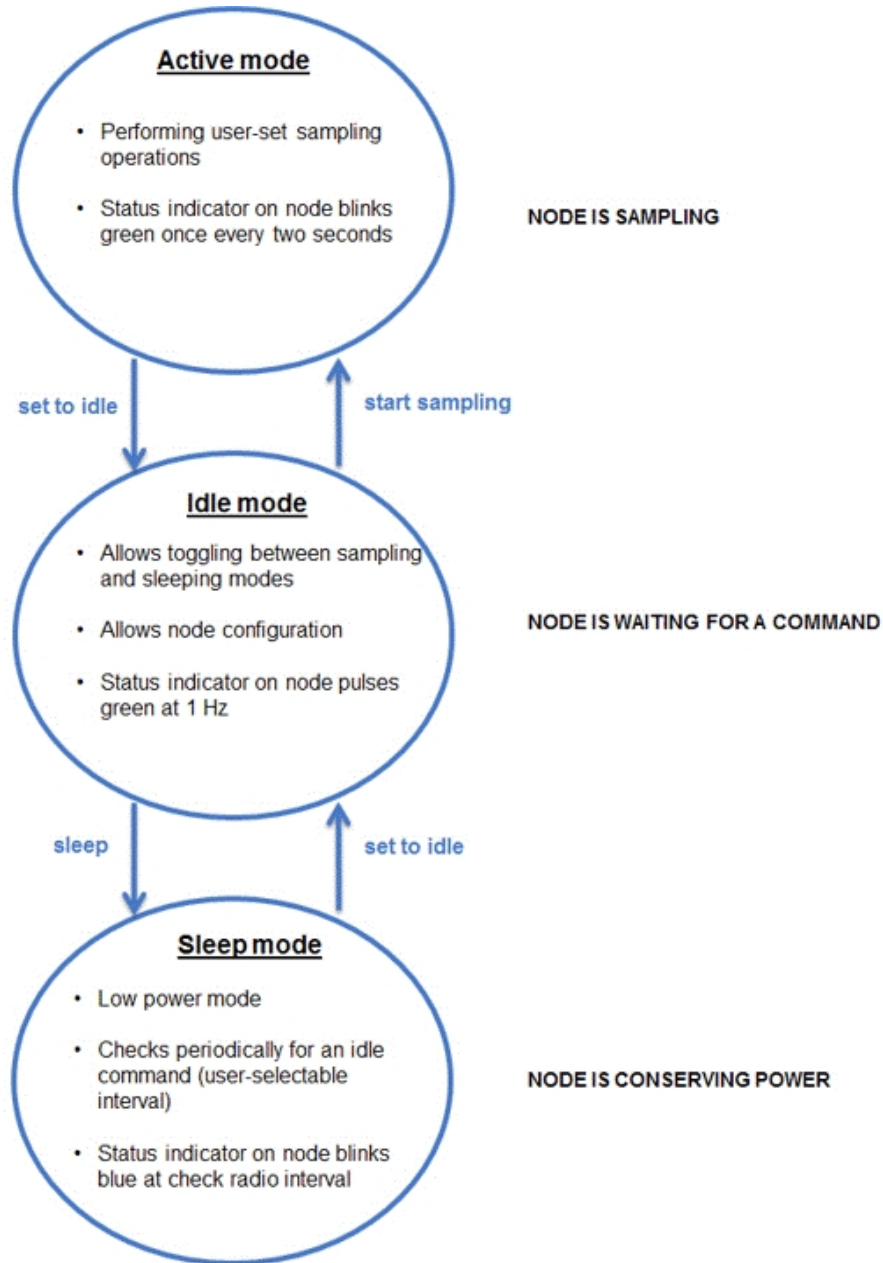 Active mode
• Performing user-set sampling
operations
• Status indicator on node blinks
green once every two seconds
NODE IS SAMPLING
set to idle
start sampling
Idle mode
• Allows toggling between sampling
and sleeping modes
• Allows node configuration
• Status indicator on node pulses
green at 1 Hz
NODE IS WAITING FOR A COMMAND
sleep
set to idle
Sleep mode
• Low power mode
• Checks periodically for an idle
command (user-selectable
interval)
• Status indicator on node blinks
blue at check radio interval
NODE IS CONSERVING POWER